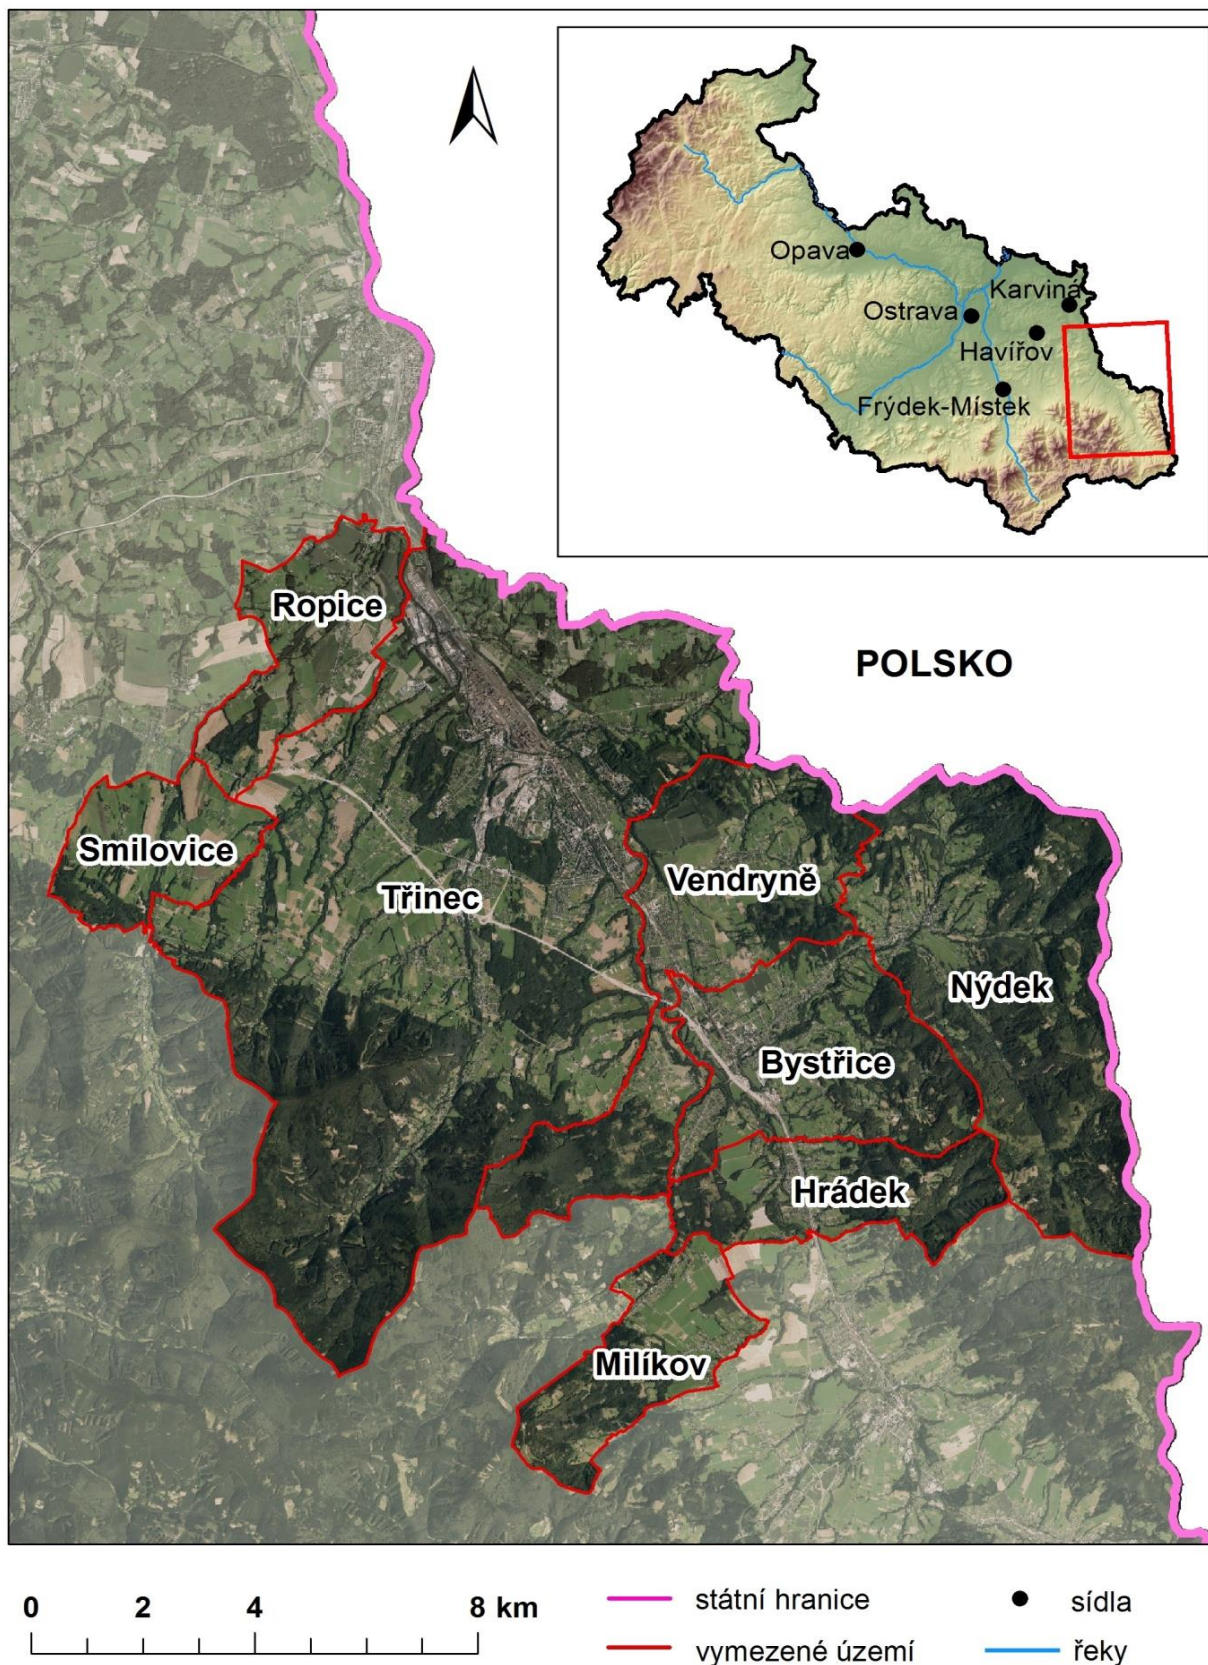 Opava
Karviná
Ostrava
Havířov
Frýdek-Místek
Ropice
POLSKO
Smilovice
Třinec
Vendryně
Nýdek
Bystřice
Hrádek
Milíkov
0 2 4 8 km
státní hranice
sídla
vymezené území
řeky